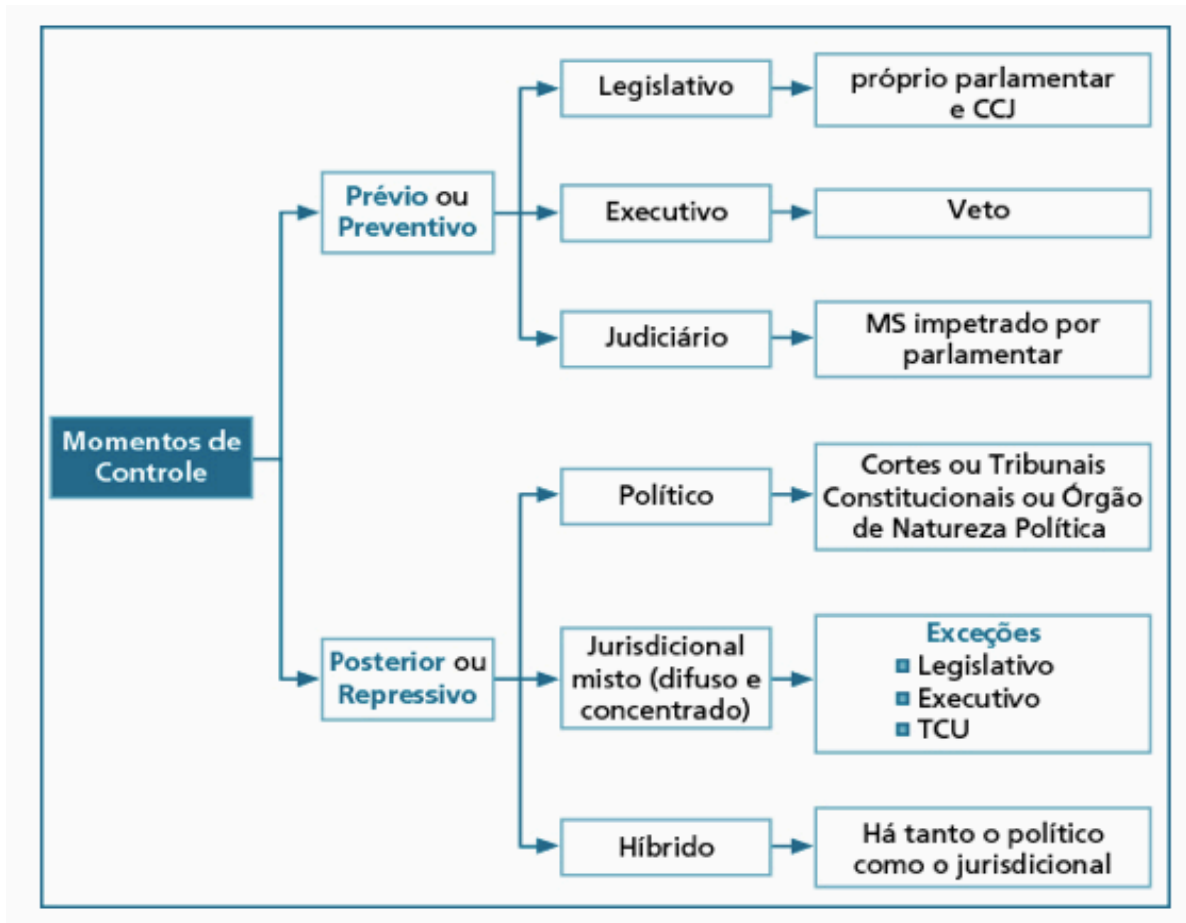 Momentos de
Controle
Prévio ou
Preventivo
Legislativo
próprio parlamentar
e CCJ
Executivo
Veto
Judiciário
MS impetrado por
parlamentar
Posterior ou
Repressivo
Político
Cortes ou Tribunais
Constitucionais ou Órgão
de Natureza Política
Jurisdicional
misto (difuso e
concentrado)
Exceções
Legislativo
Executivo
TCU
Híbrido
Há tanto o político
como o jurisdicional